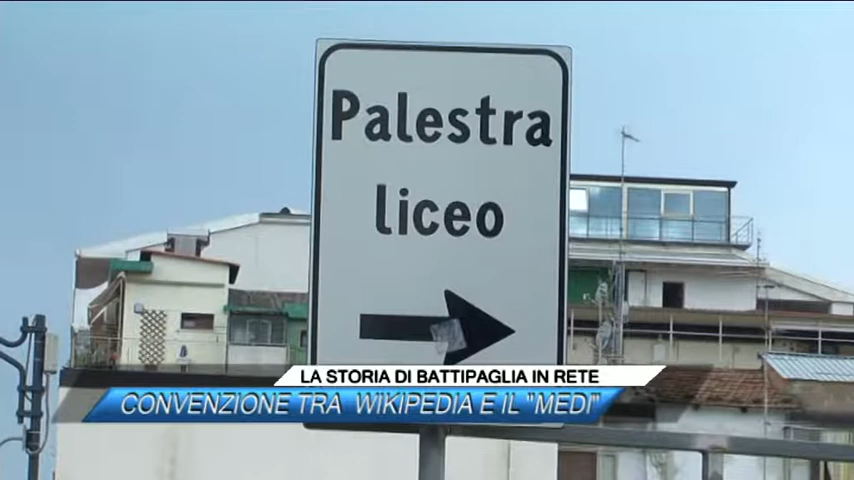 Palestra
liceo
LA STORIA DI BATTIPAGLIA IN RETE
CONVENZIONE TRA WIKIPEDIA E IL "MEDI"